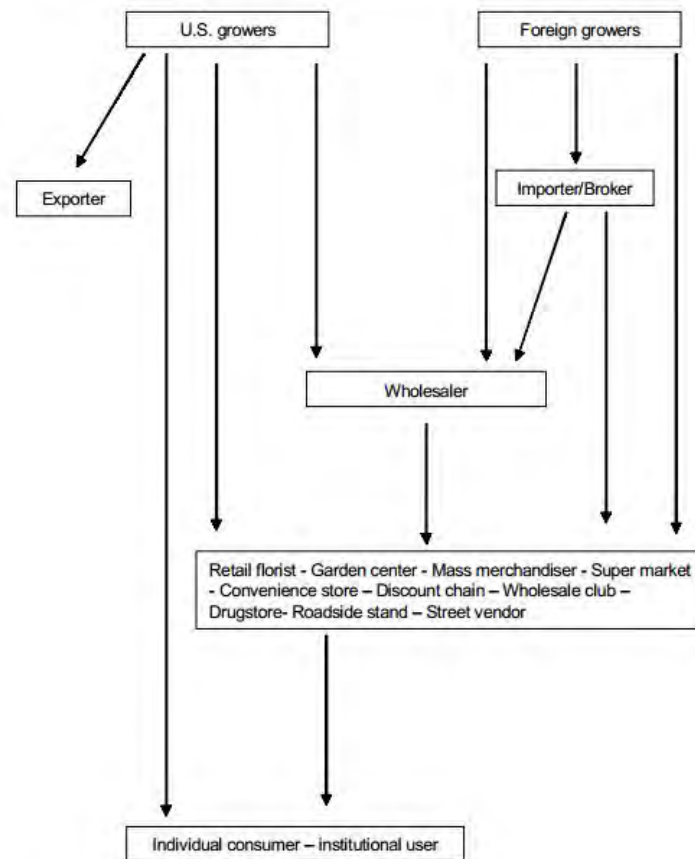 U.S. growers
Foreign growers
Exporter
Importer/Broker
Wholesaler
Retail florist - Garden center - Mass merchandiser - Super market
- Convenience store – Discount chain – Wholesale club –
Drugstore- Roadside stand – Street vendor
Individual consumer – institutional user